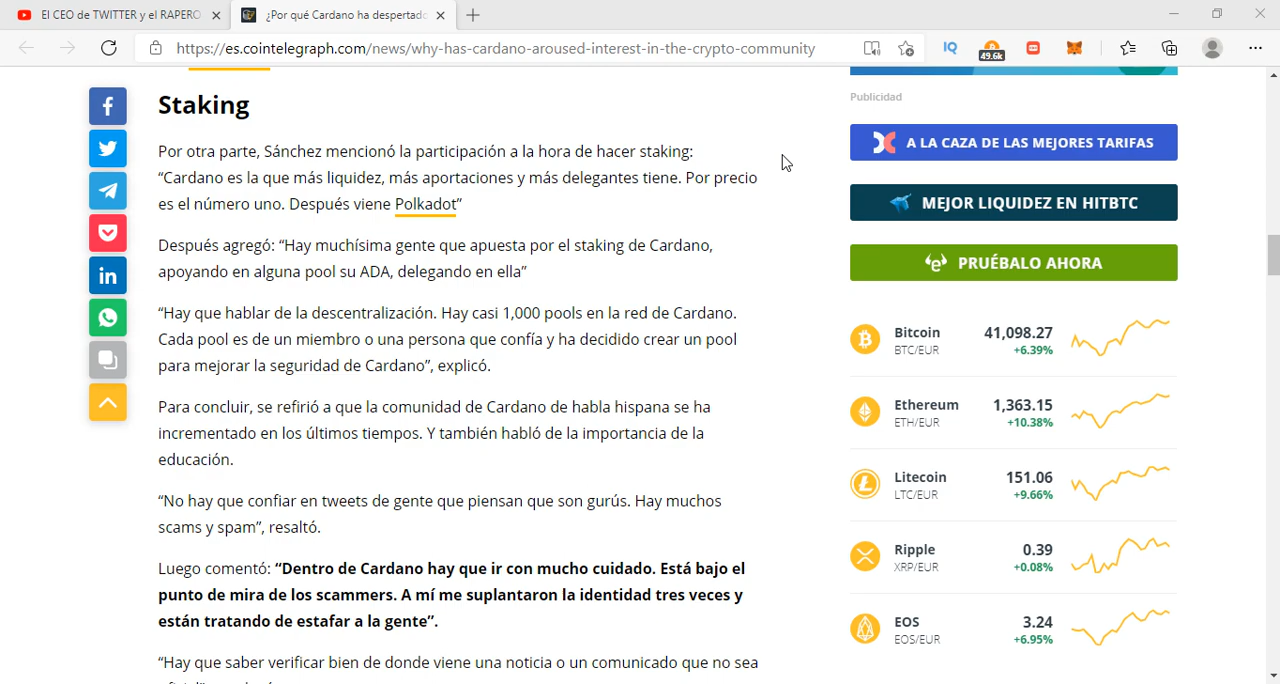 El CEO de TWITTER y el RAPERO
¿Por qué Cardano ha despertado
https://es.cointelegraph.com/news/why-has-cardano-aroused-interest-in-the-crypto-community
IQ
49.6k
Staking
Por otra parte, Sánchez mencionó la participación a la hora de hacer staking:
“Cardano es la que más liquidez, más aportaciones y más delegantes tiene. Por precio
es el número uno. Después viene Polkadot”
Después agregó: “Hay muchísima gente que apuesta por el staking de Cardano,
apoyando en alguna pool su ADA, delegando en ella”
“Hay que hablar de la descentralización. Hay casi 1,000 pools en la red de Cardano.
Cada pool es de un miembro o una persona que confía y ha decidido crear un pool
para mejorar la seguridad de Cardano”, explicó.
Para concluir, se refirió a que la comunidad de Cardano de habla hispana se ha
incrementado en los últimos tiempos. Y también habló de la importancia de la
educación.
“No hay que confiar en tweets de gente que piensan que son gurús. Hay muchos
scams y spam”, resaltó.
Luego comentó: “Dentro de Cardano hay que ir con mucho cuidado. Está bajo el
punto de mira de los scammers. A mí me suplantaron la identidad tres veces y
están tratando de estafar a la gente”.
“Hay que saber verificar bien de donde viene una noticia o un comunicado que no sea
Publicidad
A LA CAZA DE LAS MEJORES TARIFAS
MEJOR LIQUIDEZ EN HITBTC
PRUÉBALO AHORA
Bitcoin 41,098.27
BTC/EUR +6.39%
Ethereum 1,363.15
ETH/EUR +10.38%
Litecoin 151.06
LTC/EUR +9.66%
Ripple 0.39
XRP/EUR +0.08%
EOS 3.24
EOS/EUR +6.95%